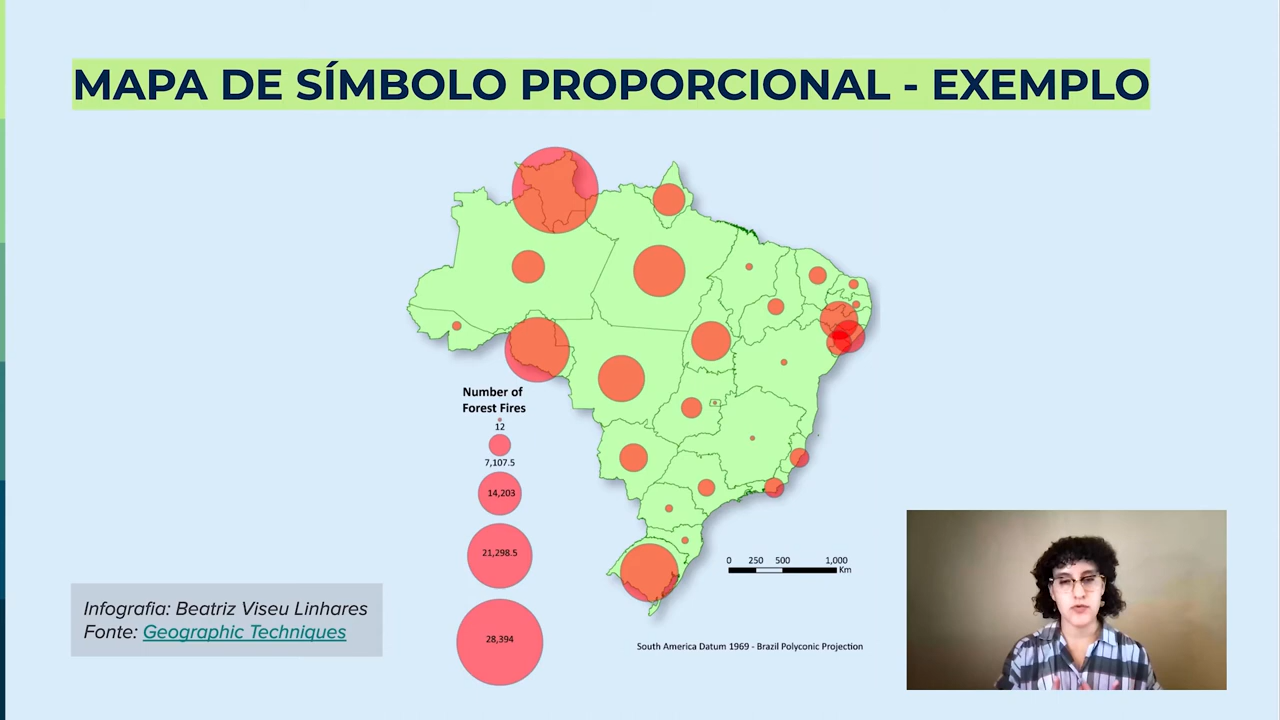 MAPA DE SÍMBOLO PROPORCIONAL - EXEMPLO
Number of
Forest Fires
12
7,107.5
14,203
21,298.5
28,394
0 250 500 1,000
Km
South America Datum 1969 - Brazil Polyconic Projection
Infografia: Beatriz Viseu Linhares
Fonte: Geographic Techniques